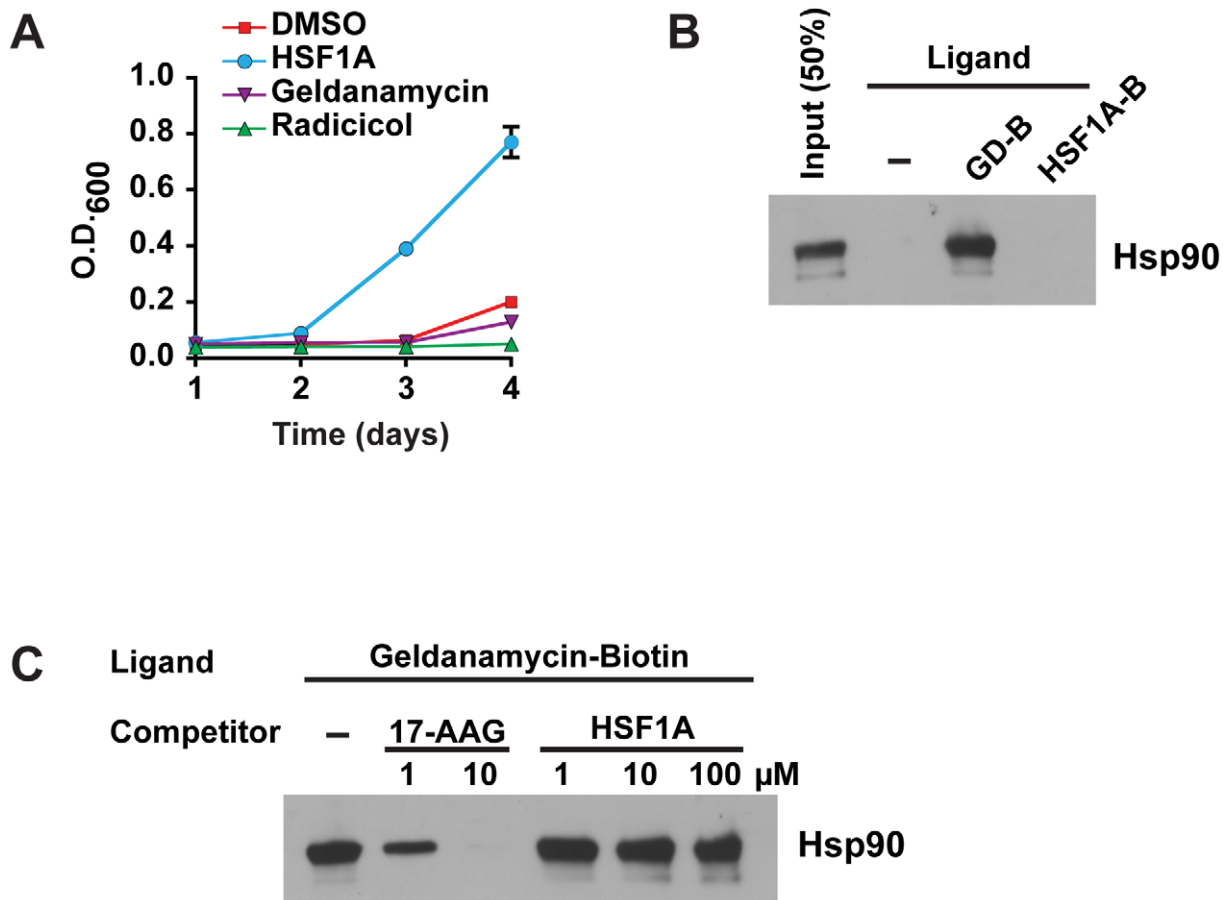 A
DMSO
HSF1A
Geldanamycin
Radicicol
1.0
0.8
0.6
0.4
0.2
0.0
O.D.600
1 2 3 4
Time (days)
B
Input (50%)
Ligand
–
GD-B
HSF1A-B
Hsp90
C
Ligand
Geldanamycin-Biotin
Competitor – 17-AAG HSF1A
1 10 1 10 100 µM
Hsp90